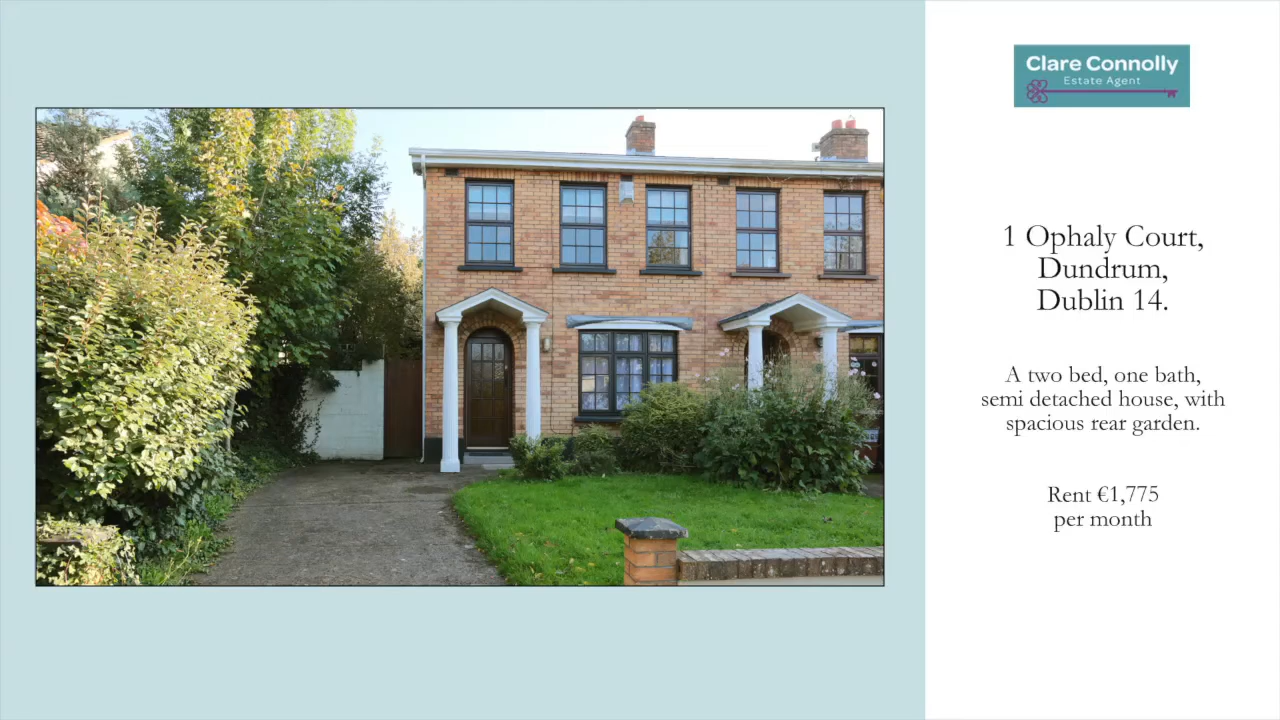 Clare Connolly
Estate Agent
1 Ophaly Court,
Dundrum,
Dublin 14.
A two bed, one bath,
semi detached house, with
spacious rear garden.
Rent €1,775
per month